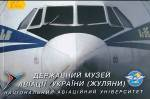 ДЕРЖАВНИЙ МУЗЕЙ
АВІАЦІЇ УКРАЇНИ (ЖУЛЯНИ)
НАЦІОНАЛЬНИЙ АВІАЦІЙНИЙ УНІВЕРСИТЕТ